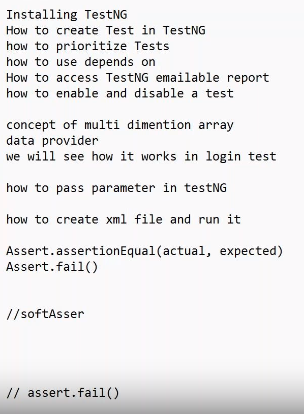 Installing TestNG
How to create Test in TestNG
how to prioritize Tests
how to use depends on
How to access TestNG emailable report
how to enable and disable a test
concept of multi dimention array
data provider
we will see how it works in login test
how to pass parameter in testNG
how to create xml file and run it
Assert.assertionEqual(actual, expected)
Assert.fail()
//softAsser
// assert.fail()